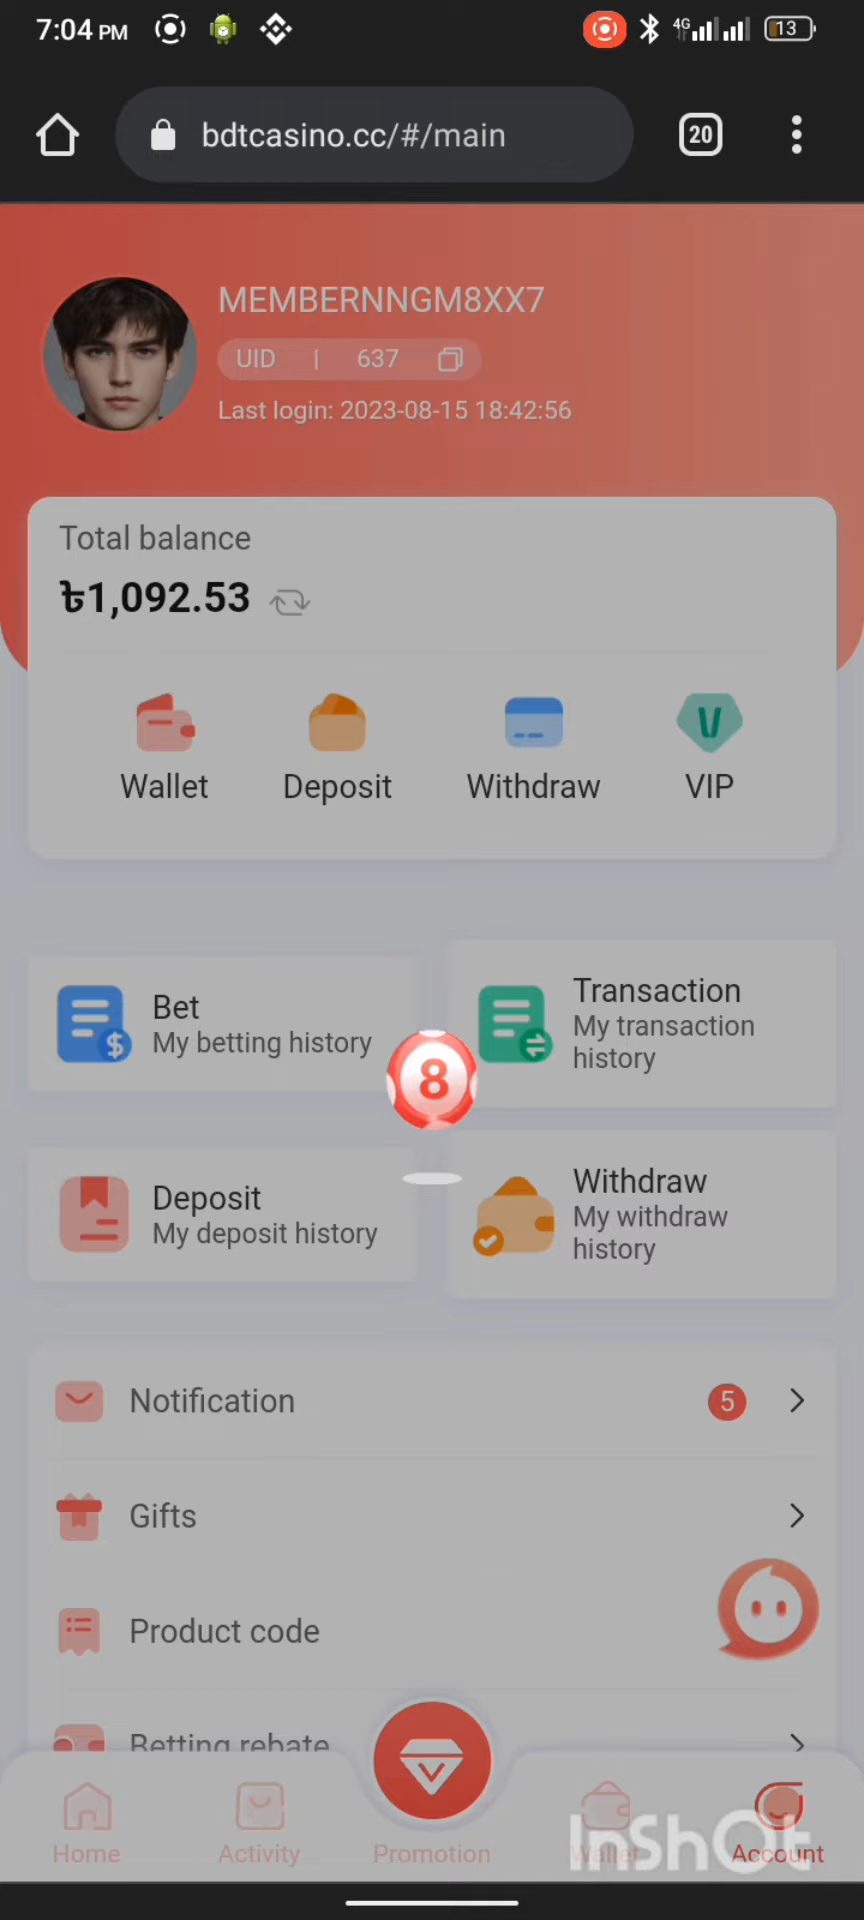 7:04 PM
4G
13
bdtcasino.cc/#/main
20
MEMBERNNGM8XX7
UID | 637
Last login: 2023-08-15 18:42:56
Total balance
৳1,092.53
Wallet
Deposit
Withdraw
V
VIP
Bet
My betting history
Transaction
My transaction
history
8
Deposit
My deposit history
Withdraw
My withdraw
history
Notification
5
Gifts
Product code
Betting rebate
Home
Activity
Promotion
Wallet
Account
InShOt